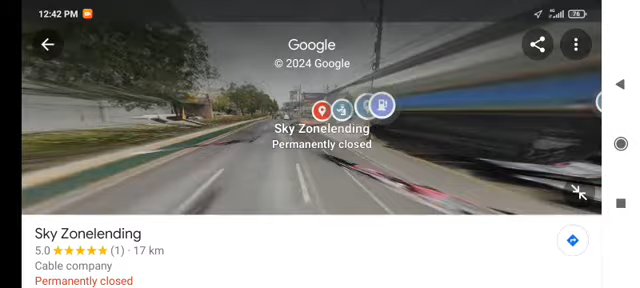 12:42 PM
76
Google
© 2024 Google
Sky Zonelending
Permanently closed
Sky Zonelending
5.0 ★★★★★ (1) · 17 km
Cable company
Permanently closed